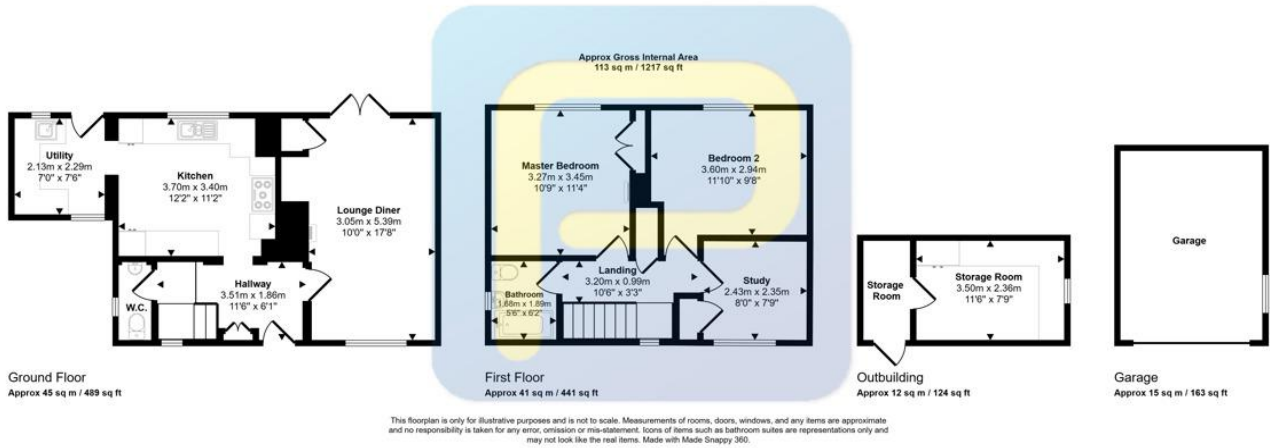 Approx Gross Internal Area
113 sq m / 1217 sq ft
Utility
2.13m x 2.29m
7'0" x 7'6"
Kitchen
3.70m x 3.40m
12'2" x 11'2"
Lounge Diner
3.05m x 5.39m
10'0" x 17'8"
Hallway
3.51m x 1.86m
11'6" x 6'1"
W.C.
Ground Floor
Approx 45 sq m / 489 sq ft
Master Bedroom
3.27m x 3.45m
10'9" x 11'4"
Bedroom 2
3.60m x 2.94m
11'10" x 9'8"
Landing
3.20m x 0.99m
10'6" x 3'3"
Study
2.43m x 2.35m
8'0" x 7'9"
Bathroom
1.68m x 1.89m
5'6" x 6'2"
First Floor
Approx 41 sq m / 441 sq ft
Storage
Room
Storage Room
3.50m x 2.36m
11'6" x 7'9"
Outbuilding
Approx 12 sq m / 124 sq ft
Garage
Garage
Approx 15 sq m / 163 sq ft
This floorplan is only for illustrative purposes and is not to scale. Measurements of rooms, doors, windows, and any items are approximate
and no responsibility is taken for any error, omission or mis-statement. Icons of items such as bathroom suites are representations only and
may not look like the real items. Made with Made Snappy 360.